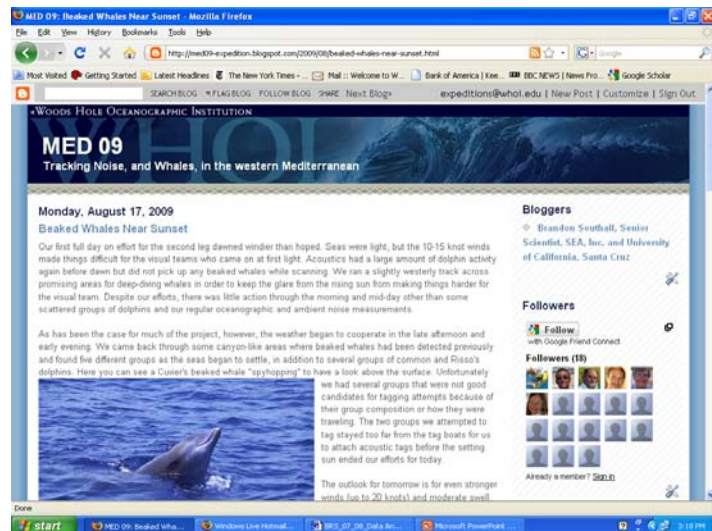 MED 09: Beaked Whales Near Sunset - Mozilla Firefox
File Edit View History Bookmarks Tools Help
http://med09-expedition.blogspot.com/2009/08/beaked-whales-near-sunset.html
Google
Most Visited Getting Started Latest Headlines The New York Times - ... Mail :: Welcome to W... Bank of America | Kee... BBC NEWS | News Fro... Google Scholar
SEARCH BLOG FLAG BLOG FOLLOW BLOG SHARE Next Blog» expeditions@whol.edu | New Post | Customize | Sign Out
«Woods Hole Oceanographic Institution
WHOI
MED 09
Tracking Noise, and Whales, in the western Mediterranean
Monday, August 17, 2009
Beaked Whales Near Sunset
Our first full day on effort for the second leg dawned windier than hoped. Seas were light, but the 10-15 knot winds
made things difficult for the visual teams who came on at first light. Acoustics had a large amount of dolphin activity
again before dawn but did not pick up any beaked whales while scanning. We ran a slightly westerly track across
promising areas for deep-diving whales in order to keep the glare from the rising sun from making things harder for
the visual team. Despite our efforts, there was little action through the morning and mid-day other than some
scattered groups of dolphins and our regular oceanographic and ambient noise measurements.
As has been the case for much of the project, however, the weather began to cooperate in the late afternoon and
early evening. We came back through some canyon-like areas where beaked whales had been detected previously
and found five different groups as the seas began to settle, in addition to several groups of common and Risso's
dolphins. Here you can see a Cuvier's beaked whale "spyhopping" to have a look above the surface. Unfortunately
we had several groups that were not good
candidates for tagging attempts because of
their group composition or how they were
traveling. The two groups we attempted to
tag stayed too far from the tag boats for us
to attach acoustic tags before the setting
sun ended our efforts for today.
The outlook for tomorrow is for even stronger
winds (up to 20 knots) and moderate swell
Bloggers
Brandon Southall, Senior
Scientist, SEA, Inc. and University
of California, Santa Cruz
Followers
Follow
with Google Friend Connect
Followers (18)
Already a member? Sign in
Done
start MED 09: Beaked Wha... Windows Live Hotmail... BRS_07_08_Data An... Microsoft PowerPoint ... 3:18 PM